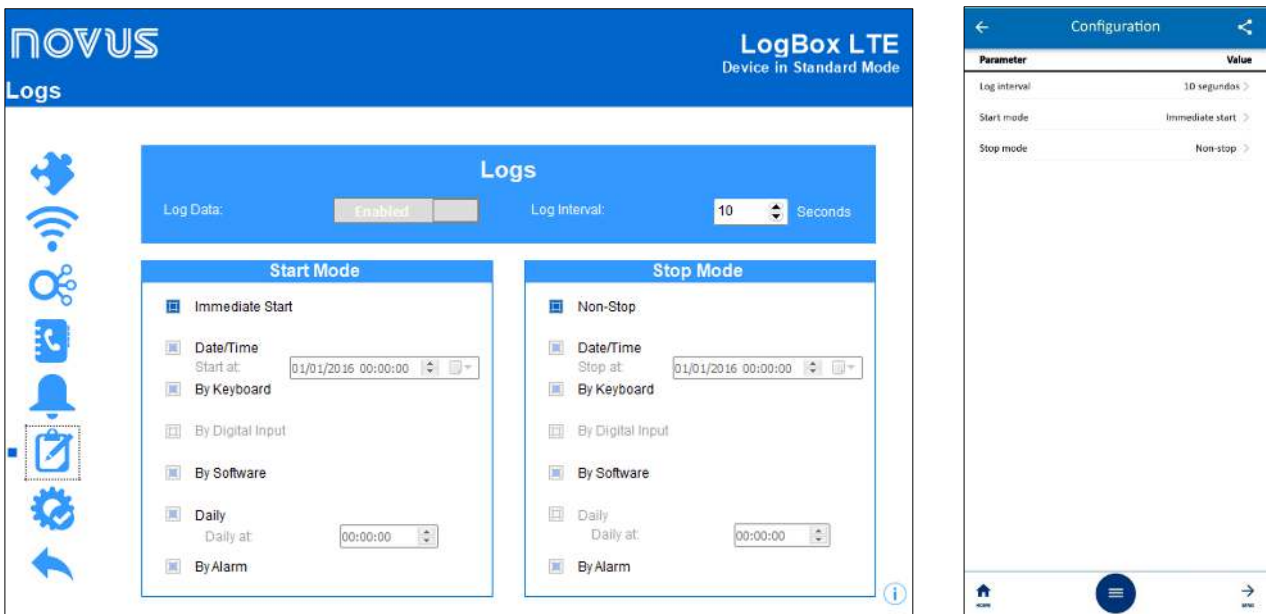 NOVUS
LogBox LTE
Device in Standard Mode
Logs
Logs
Log Data: Enabled Log Interval: 10 Seconds
Start Mode
Immediate Start
Date/Time
Start at: 01/01/2016 00:00:00
By Keyboard
By Digital Input
By Software
Daily
Daily at: 00:00:00
By Alarm
Stop Mode
Non-Stop
Date/Time
Stop at: 01/01/2016 00:00:00
By Keyboard
By Digital Input
By Software
Daily
Daily at: 00:00:00
By Alarm
i
Configuration
Parameter Value
Log interval 10 segundos
Start mode Immediate start
Stop mode Non-stop
HOME SEND